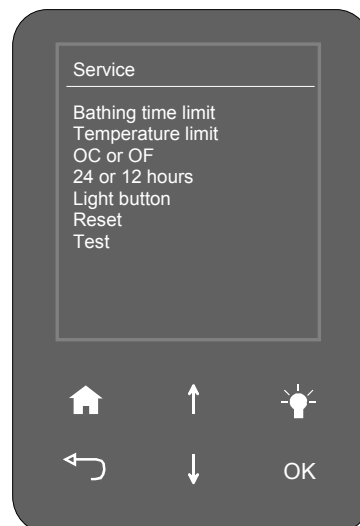 Service
Bathing time limit
Temperature limit
OC or OF
24 or 12 hours
Light button
Reset
Test
OK